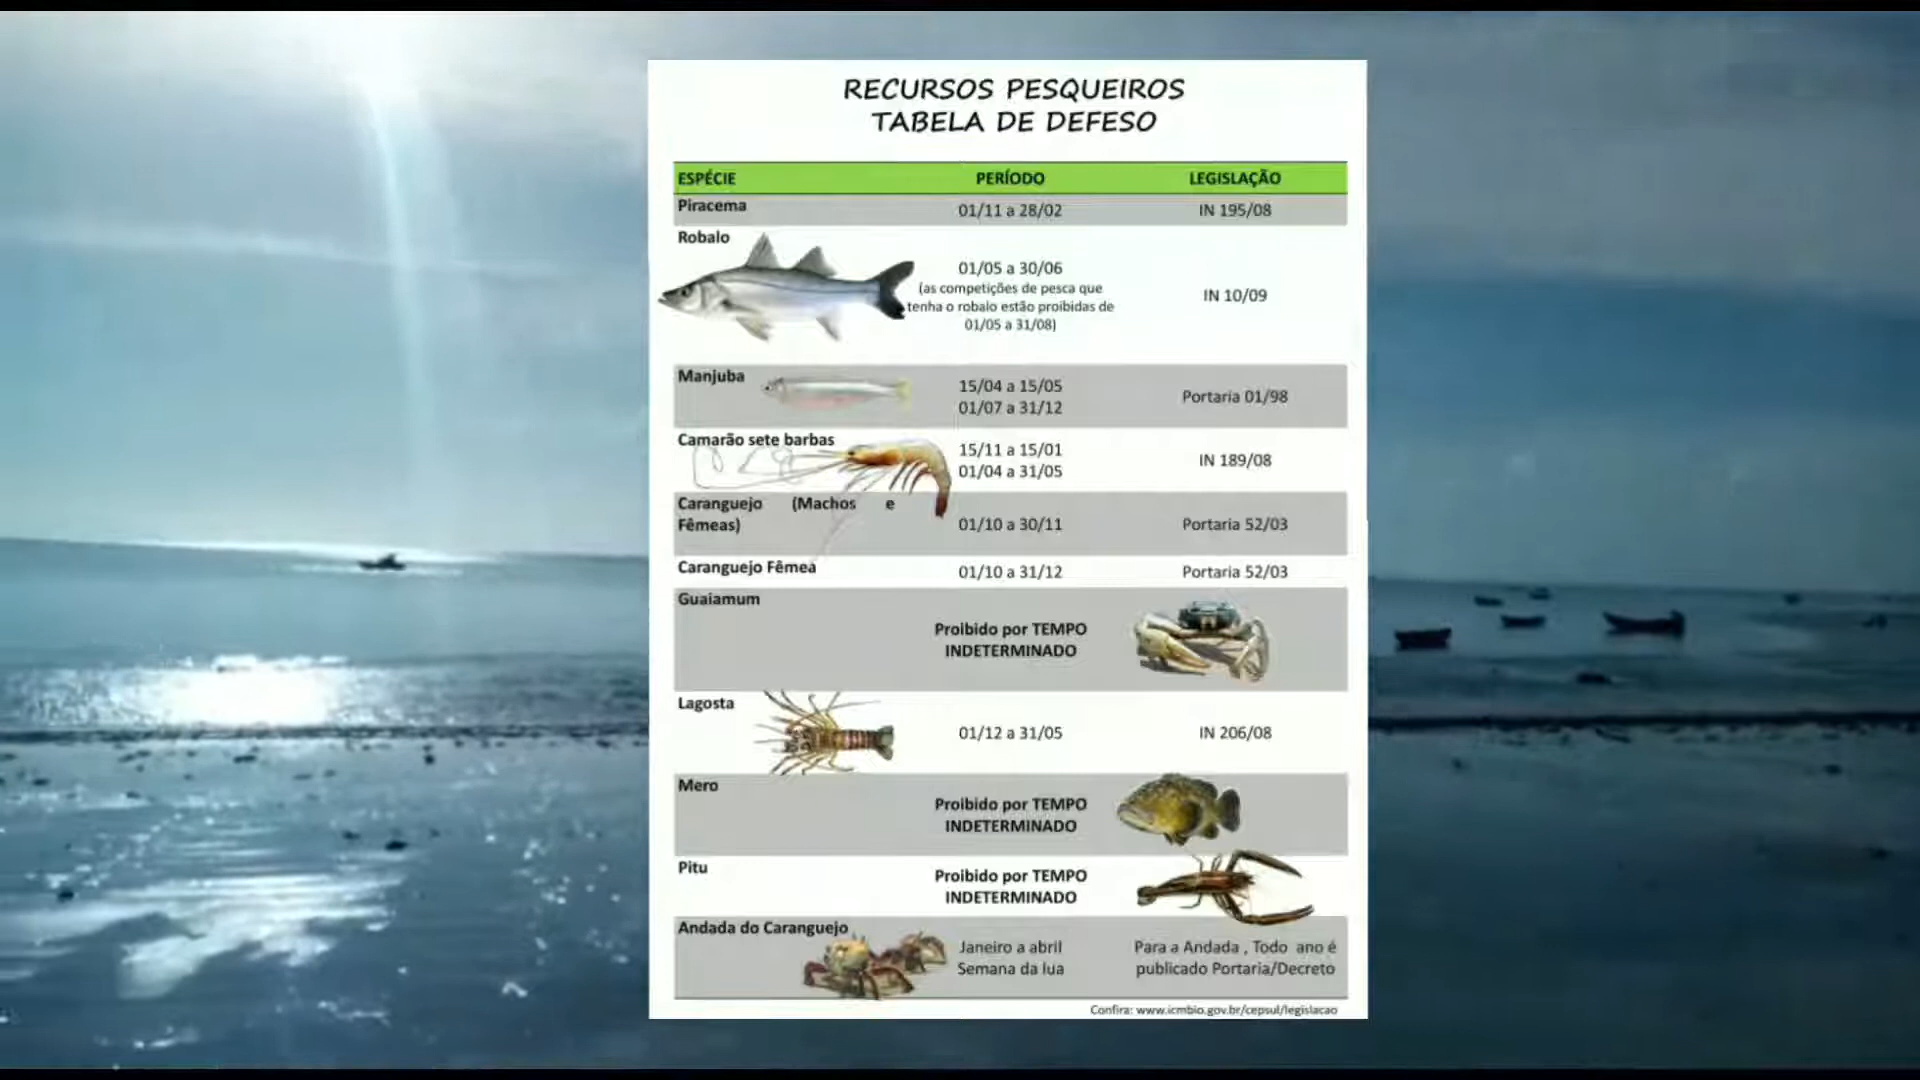 RECURSOS PESQUEIROS
TABELA DE DEFESO
ESPÉCIE PERÍODO LEGISLAÇÃO
Piracema 01/11 a 28/02 IN 195/08
Robalo
01/05 a 30/06
(as competições de pesca que
tenha o robalo estão proibidas de
01/05 a 31/08)
IN 10/09
Manjuba
15/04 a 15/05
01/07 a 31/12
Portaria 01/98
Camarão sete barbas
15/11 a 15/01
01/04 a 31/05
IN 189/08
Caranguejo (Machos e
Fêmeas)
01/10 a 30/11
Portaria 52/03
Caranguejo Fêmea 01/10 a 31/12 Portaria 52/03
Guaiamum
Proibido por TEMPO
INDETERMINADO
Lagosta
01/12 a 31/05
IN 206/08
Mero
Proibido por TEMPO
INDETERMINADO
Pitu
Proibido por TEMPO
INDETERMINADO
Andada do Caranguejo
Janeiro a abril
Semana da lua
Para a Andada , Todo ano é
publicado Portaria/Decreto
Confira: www.icmbio.gov.br/cepsul/legislacao